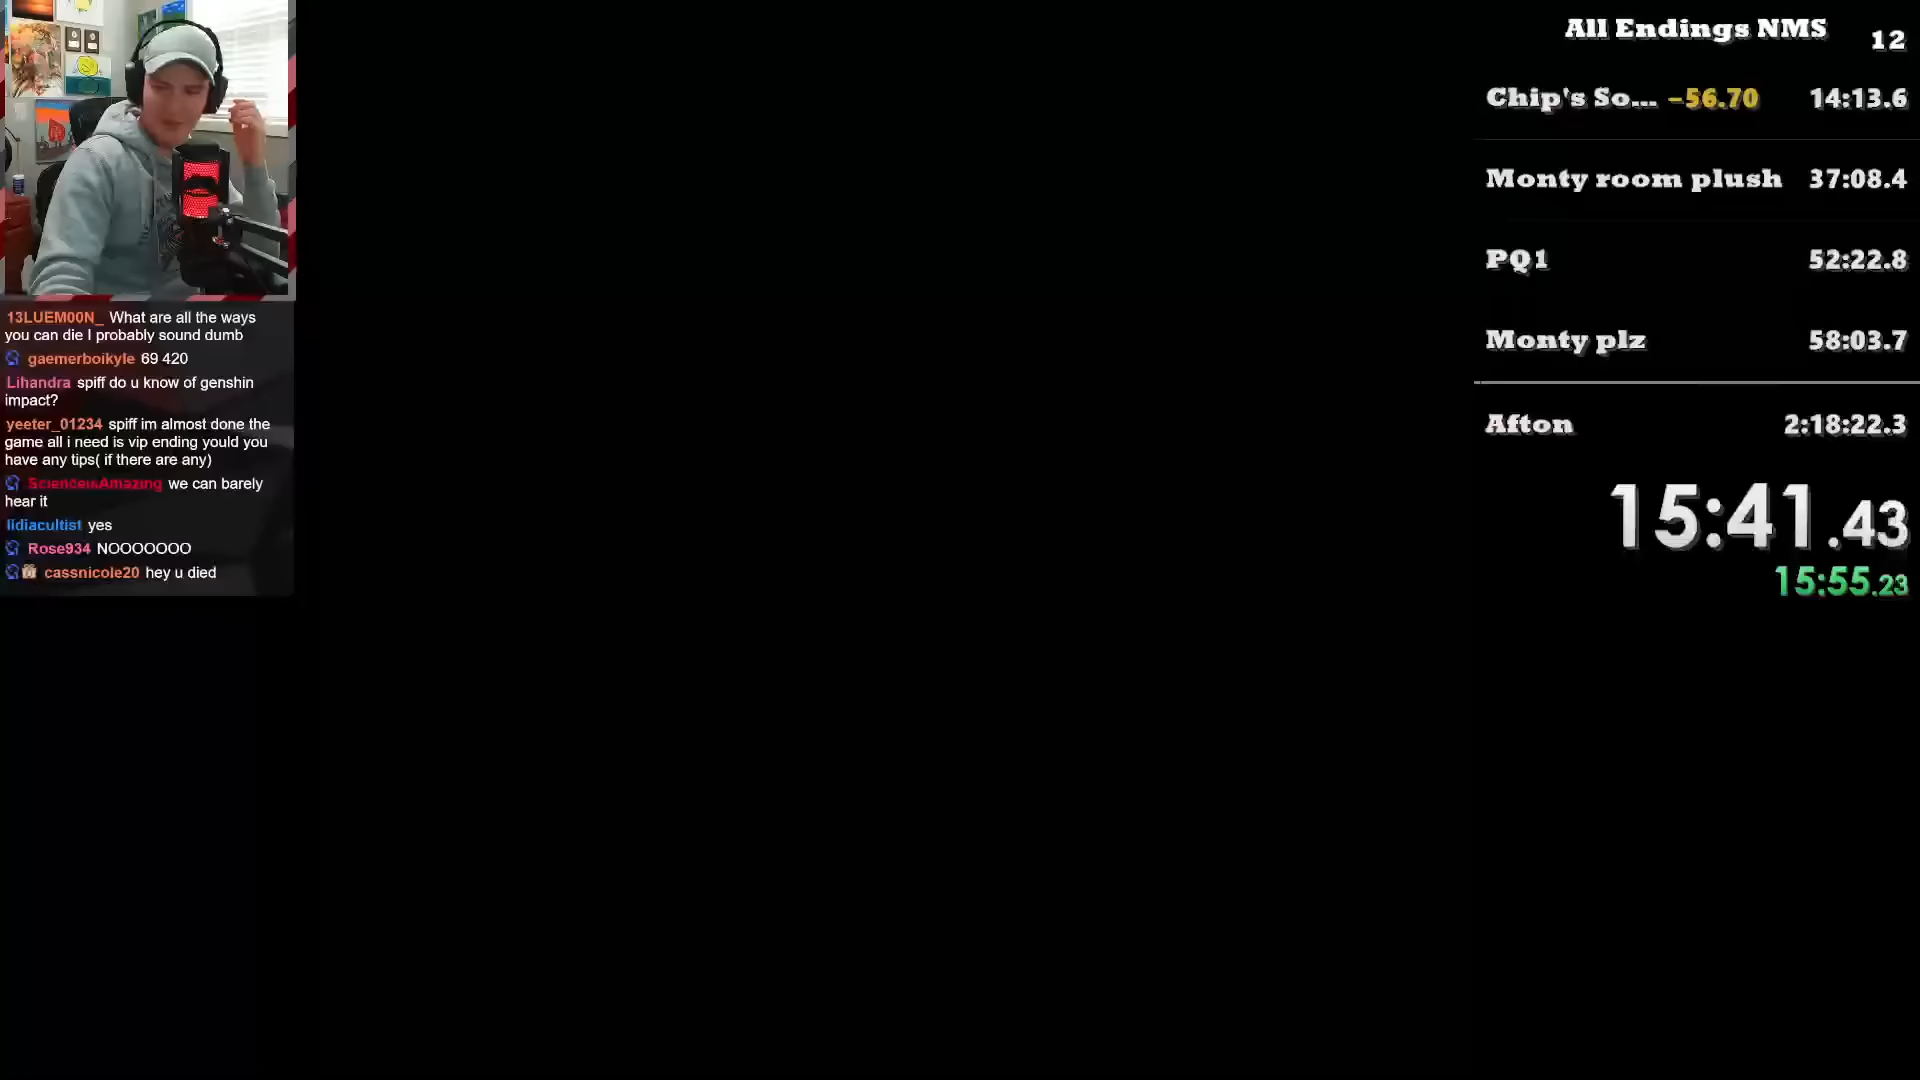 13LUEM00N_ What are all the ways
you can die I probably sound dumb
gaemerboikyle 69 420
Lihandra spiff do u know of genshin
impact?
yeeter_01234 spiff im almost done the
game all i need is vip ending yould you
have any tips( if there are any)
ScienceisAmazing we can barely
hear it
lidiacultist yes
Rose934 NOOOOOOO
cassnicole20 hey u died
All Endings NMS 12
Chip's So... −56.70 14:13.6
Monty room plush 37:08.4
PQ1 52:22.8
Monty plz 58:03.7
Afton 2:18:22.3
15:41.43
15:55.23